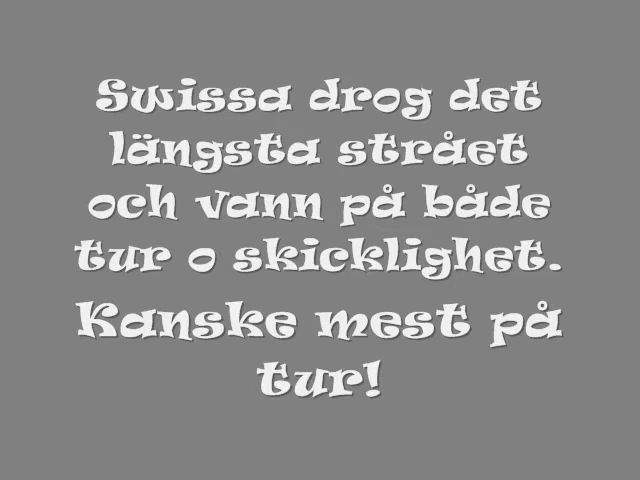 Swissa drog det
längsta strået
och vann på både
tur o skicklighet.
Kanske mest på
tur!